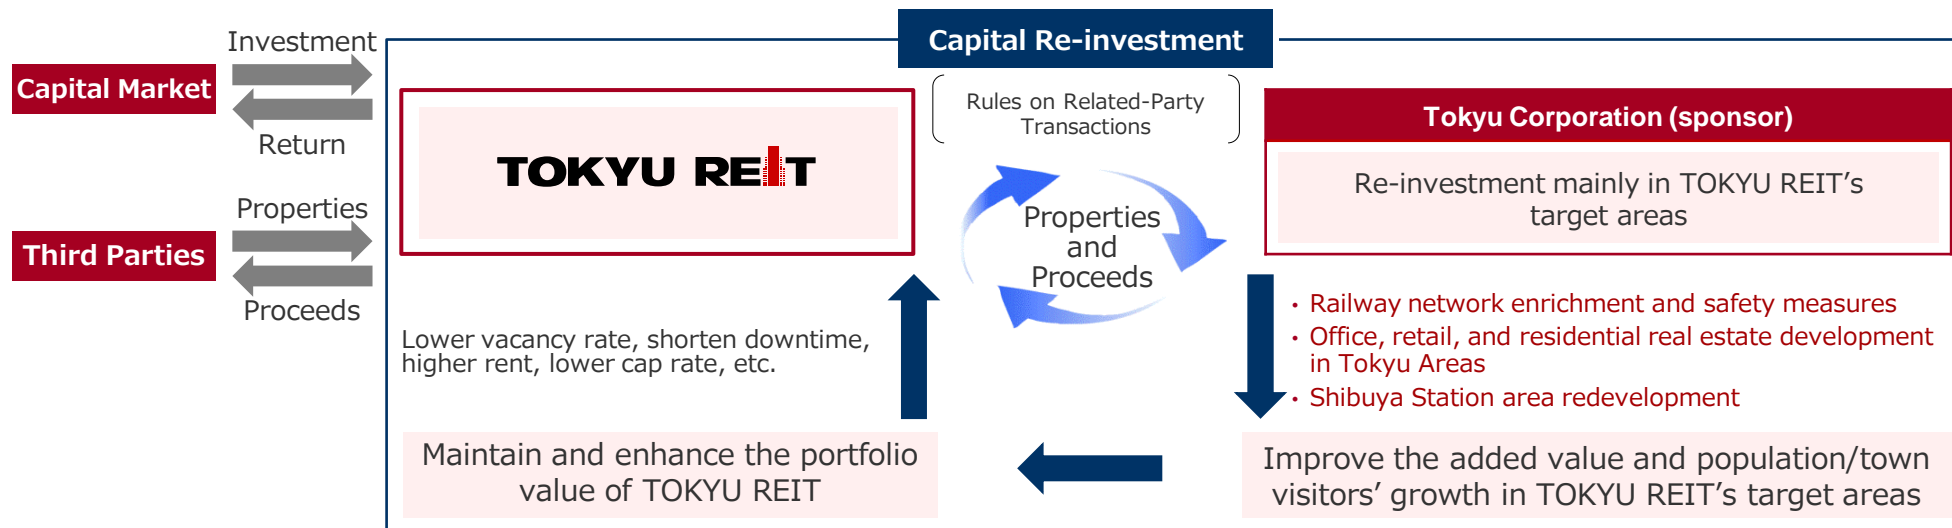 Capital Re-investment
Investment
Capital Market
Return
Properties
Third Parties
Proceeds
TOKYU REIT
Rules on Related-Party
Transactions
Properties
and
Proceeds
Tokyu Corporation (sponsor)
Re-investment mainly in TOKYU REIT’s
target areas
• Railway network enrichment and safety measures
• Office, retail, and residential real estate development
in Tokyu Areas
• Shibuya Station area redevelopment
Improve the added value and population/town
visitors’ growth in TOKYU REIT’s target areas
Maintain and enhance the portfolio
value of TOKYU REIT
Lower vacancy rate, shorten downtime,
higher rent, lower cap rate, etc.